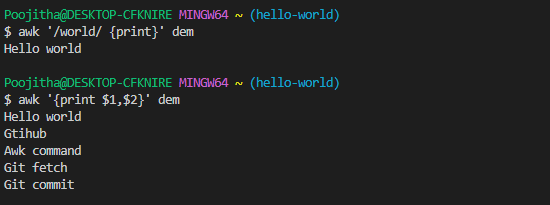 Poojitha@DESKTOP-CFKNIRE MINGW64 ~ (hello-world)
$ awk '/world/ {print}' dem
Hello world
Poojitha@DESKTOP-CFKNIRE MINGW64 ~ (hello-world)
$ awk '{print $1,$2}' dem
Hello world
Gtihub
Awk command
Git fetch
Git commit